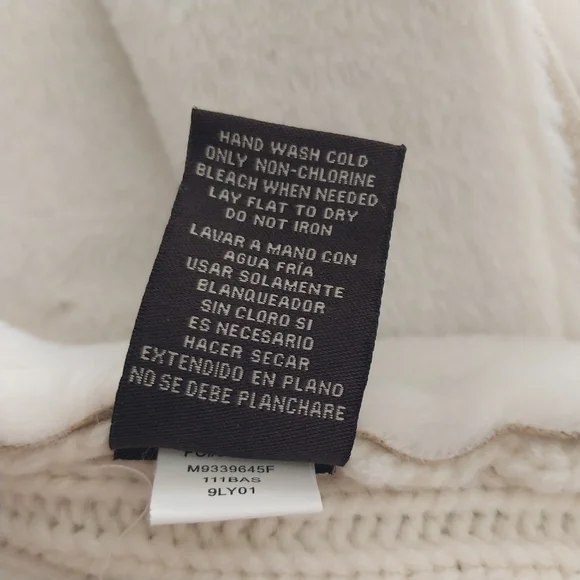 HAND WASH COLD
ONLY NON-CHLORINE
BLEACH WHEN NEEDED
LAY FLAT TO DRY
DO NOT IRON
LAVAR A MANO CON
AGUA FRÍA
USAR SOLAMENTE
BLANQUEADOR
SIN CLORO SI
ES NECESARIO
HACER SECAR
EXTENDIDO EN PLANO
NO SE DEBE PLANCHARE
M9339645F
111BAS
9LY01